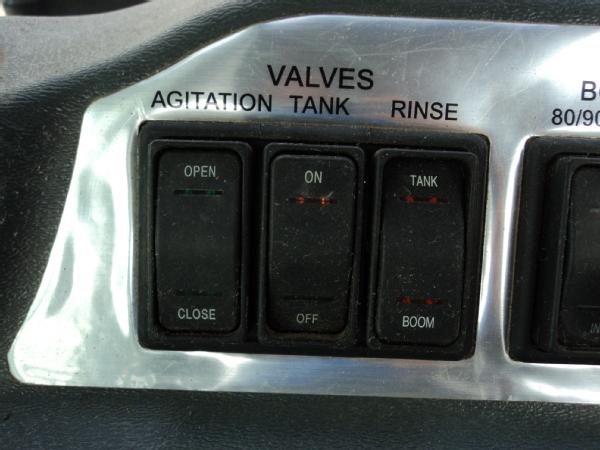 VALVES
AGITATION TANK RINSE
80/90
OPEN ON TANK
CLOSE OFF BOOM